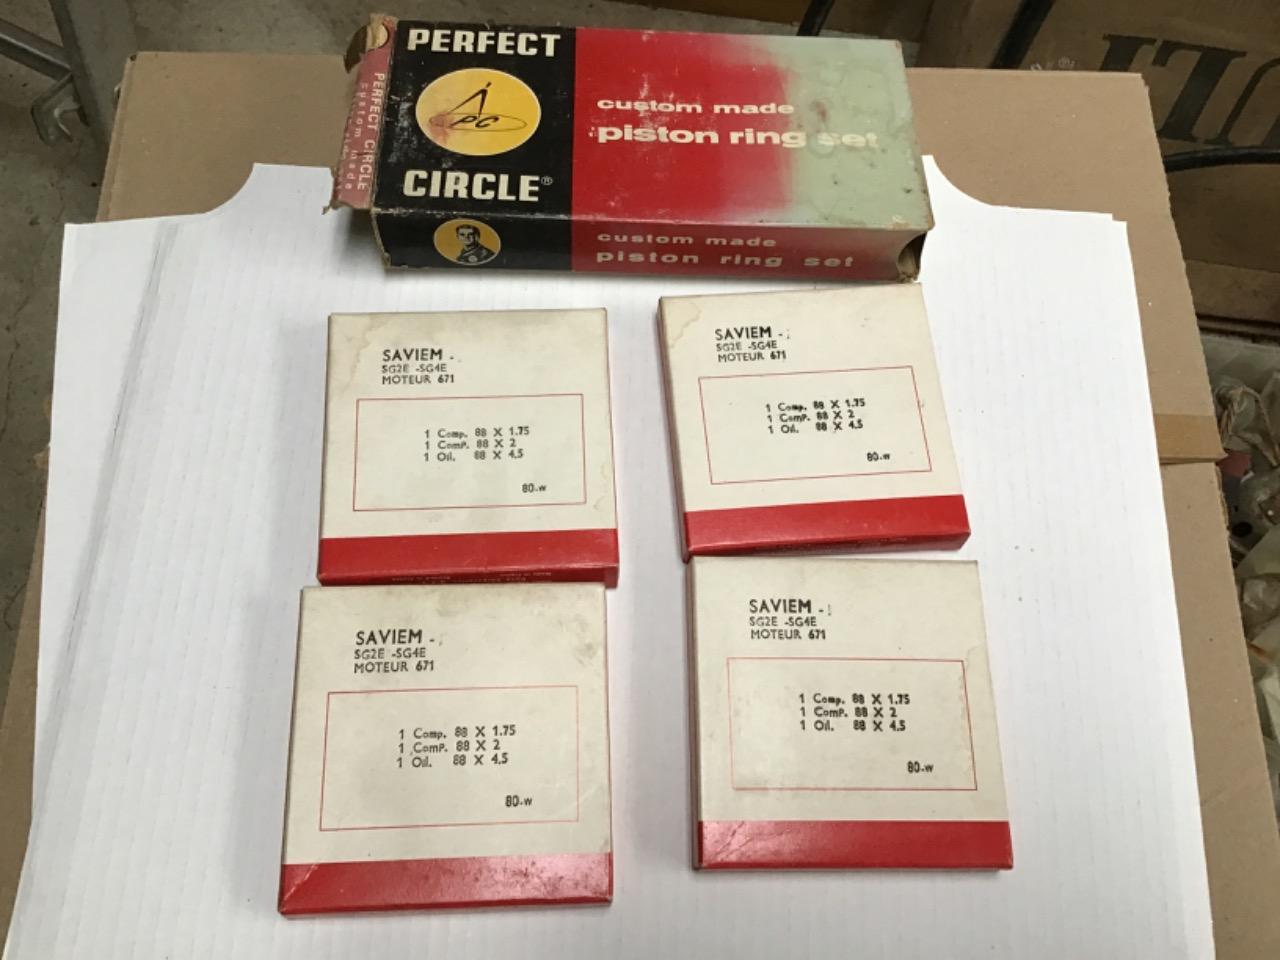 PERFECT
PC
CIRCLE®
custom made
piston ring set
custom made
piston ring set
PERFECT CIRCLE
custom made
SAVIEM -
SG2E -SG4E
MOTEUR 671
1 Comp. 88 X 1.75
1 Comp. 88 X 2
1 Oil. 88 X 4.5
80-w
SAVIEM -
SG2E -SG4E
MOTEUR 671
1 Comp. 88 X 1.75
1 Comp. 88 X 2
1 Oil. 88 X 4.5
80-w
SAVIEM -
SG2E -SG4E
MOTEUR 671
1 Comp. 88 X 1.75
1 Comp. 88 X 2
1 Oil. 88 X 4.5
80-w
SAVIEM -
SG2E -SG4E
MOTEUR 671
1 Comp. 88 X 1.75
1 Comp. 88 X 2
1 Oil. 88 X 4.5
80-w